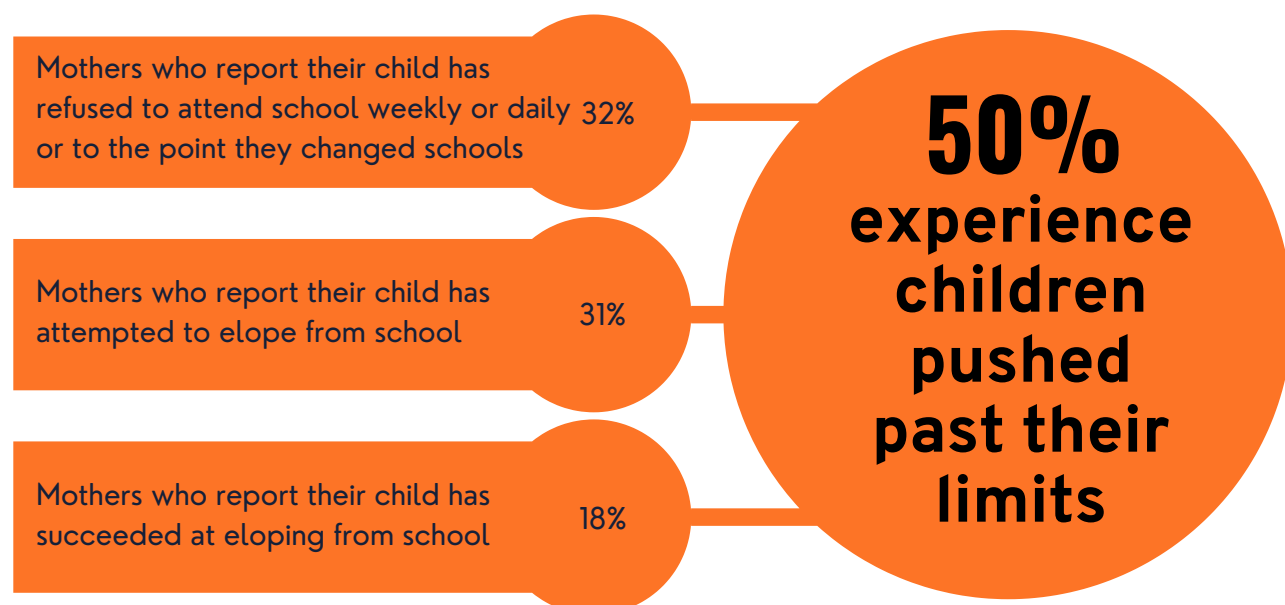 Mothers who report their child has
refused to attend school weekly or daily
or to the point they changed schools
32%
Mothers who report their child has
attempted to elope from school
31%
Mothers who report their child has
succeeded at eloping from school
18%
50%
experience
children
pushed
past their
limits